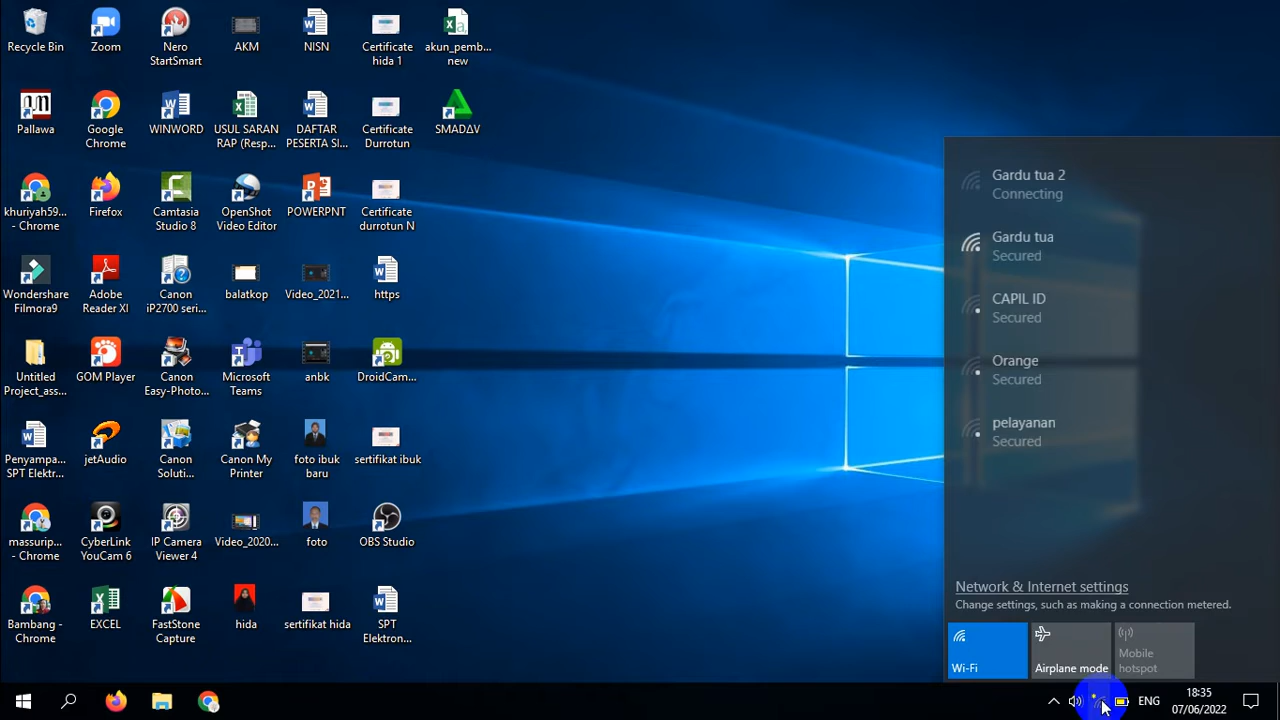 Recycle Bin
Zoom
Nero
StartSmart
AKM
NISN
Certificate
hida 1
akun_pemb...
new
Pallawa
Google
Chrome
WINWORD
USUL SARAN
RAP (Resp...
DAFTAR
PESERTA SI...
Certificate
Durrotun
SMADΔV
khuriyah59...
- Chrome
Firefox
Camtasia
Studio 8
OpenShot
Video Editor
POWERPNT
Certificate
durrotun N
Wondershare
Filmora9
Adobe
Reader XI
Canon
iP2700 seri...
balatkop
Video_2021...
https
Untitled
Project_ass...
GOM Player
Canon
Easy-Photo...
Microsoft
Teams
anbk
DroidCam...
Penyampa...
SPT Elektr...
jetAudio
Canon
Soluti...
Canon My
Printer
foto ibuk
baru
sertifikat ibuk
massurip...
- Chrome
CyberLink
YouCam 6
IP Camera
Viewer 4
Video_2020...
foto
OBS Studio
Bambang -
Chrome
EXCEL
FastStone
Capture
hida
sertifikat hida
SPT
Elektron...
Gardu tua 2
Connecting
Gardu tua
Secured
CAPIL ID
Secured
Orange
Secured
pelayanan
Secured
Network & Internet settings
Change settings, such as making a connection metered.
Wi-Fi
Airplane mode
Mobile
hotspot
ENG
18:35
07/06/2022